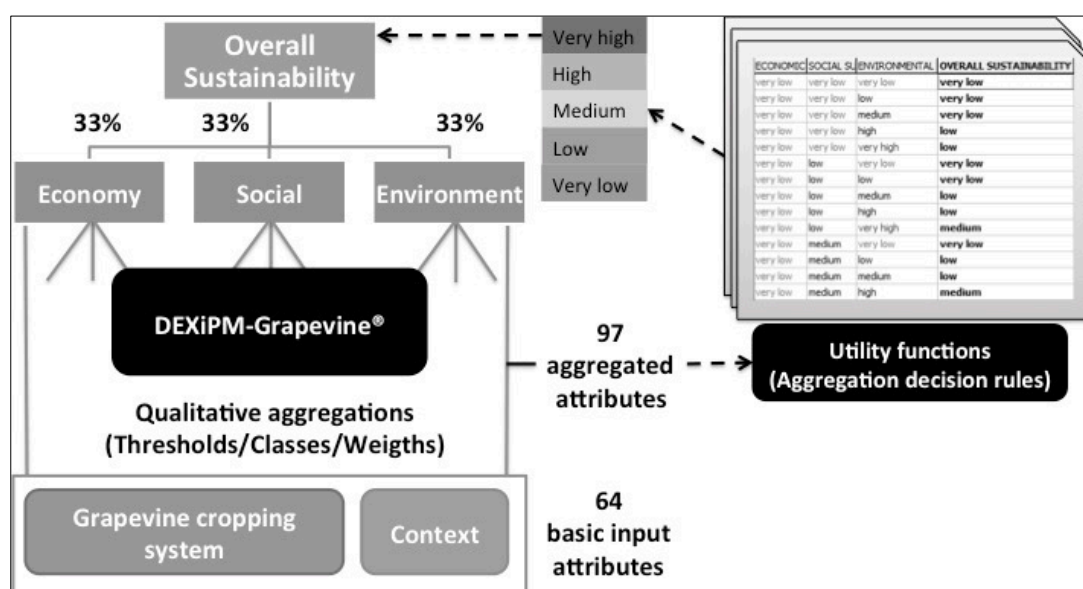 Overall
Sustainability
33%
33%
33%
Economy
Social
Environment
Very high
High
Medium
Low
Very low
ECONOMIC SOCIAL SU ENVIRONMENTAL OVERALL SUSTAINABILITY
very low very low very low very low
very low very low low very low
very low very low medium very low
very low very low high low
very low very low very high low
very low low very low very low
very low low low very low
very low low medium low
very low low high low
very low low very high medium
very low medium very low very low
very low medium low low
very low medium medium low
very low medium high medium
DEXiPM-Grapevine®
Qualitative aggregations
(Thresholds/Classes/Weigths)
97
aggregated
attributes
Utility functions
(Aggregation decision rules)
Grapevine cropping
system
Context
64
basic input
attributes